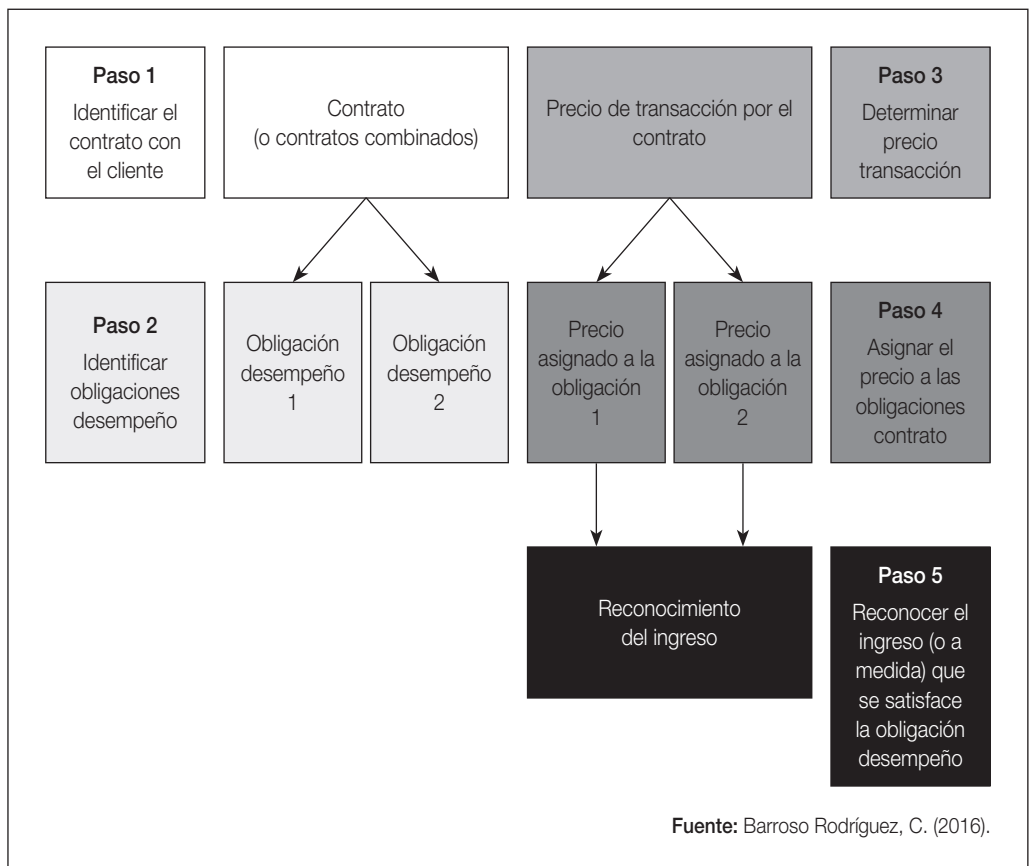 Paso 1
Identificar el
contrato con
el cliente
Contrato
(o contratos combinados)
Precio de transacción por el
contrato
Paso 3
Determinar
precio
transacción
Paso 2
Identificar
obligaciones
desempeño
Obligación
desempeño
1
Obligación
desempeño
2
Precio
asignado a la
obligación
1
Precio
asignado a la
obligación
2
Paso 4
Asignar el
precio a las
obligaciones
contrato
Reconocimiento
del ingreso
Paso 5
Reconocer el
ingreso (o a
medida) que
se satisface
la obligación
desempeño
Fuente: Barroso Rodríguez, C. (2016).